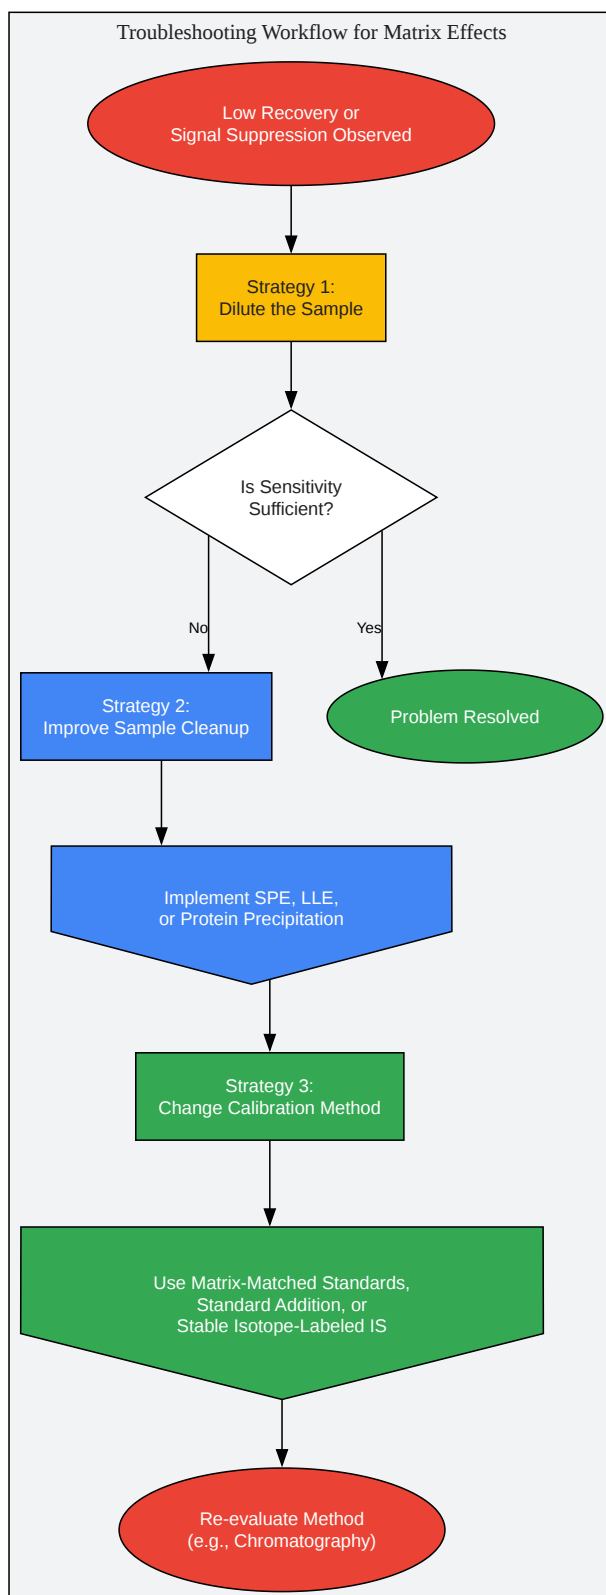 Troubleshooting Workflow for Matrix Effects
Low Recovery or
Signal Suppression Observed
Strategy 1:
Dilute the Sample
Is Sensitivity
Sufficient?
No
Yes
Strategy 2:
Improve Sample Cleanup
Problem Resolved
Implement SPE, LLE,
or Protein Precipitation
Strategy 3:
Change Calibration Method
Use Matrix-Matched Standards,
Standard Addition, or
Stable Isotope-Labeled IS
Re-evaluate Method
(e.g., Chromatography)